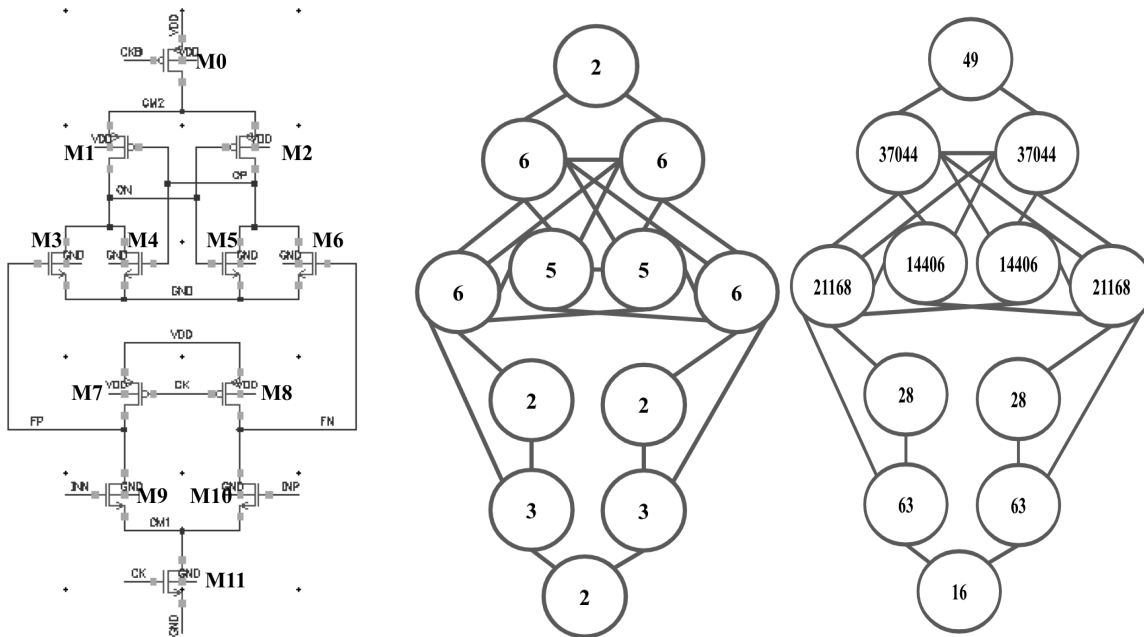 VDD
CKB
VDD
M0
CM2
VDD
M1
VDD
M2
ON
OP
M3
GND
M4
GND
M5
GND
M6
GND
GND
VDD
M7
VDD
CK
VDD
M8
FP
FN
INN
GND
M9
M10
GND
INP
CM1
CK
GND
M11
GND
2
6
6
5
5
6
6
2
2
3
3
2
49
37044
37044
14406
14406
21168
21168
28
28
63
63
16